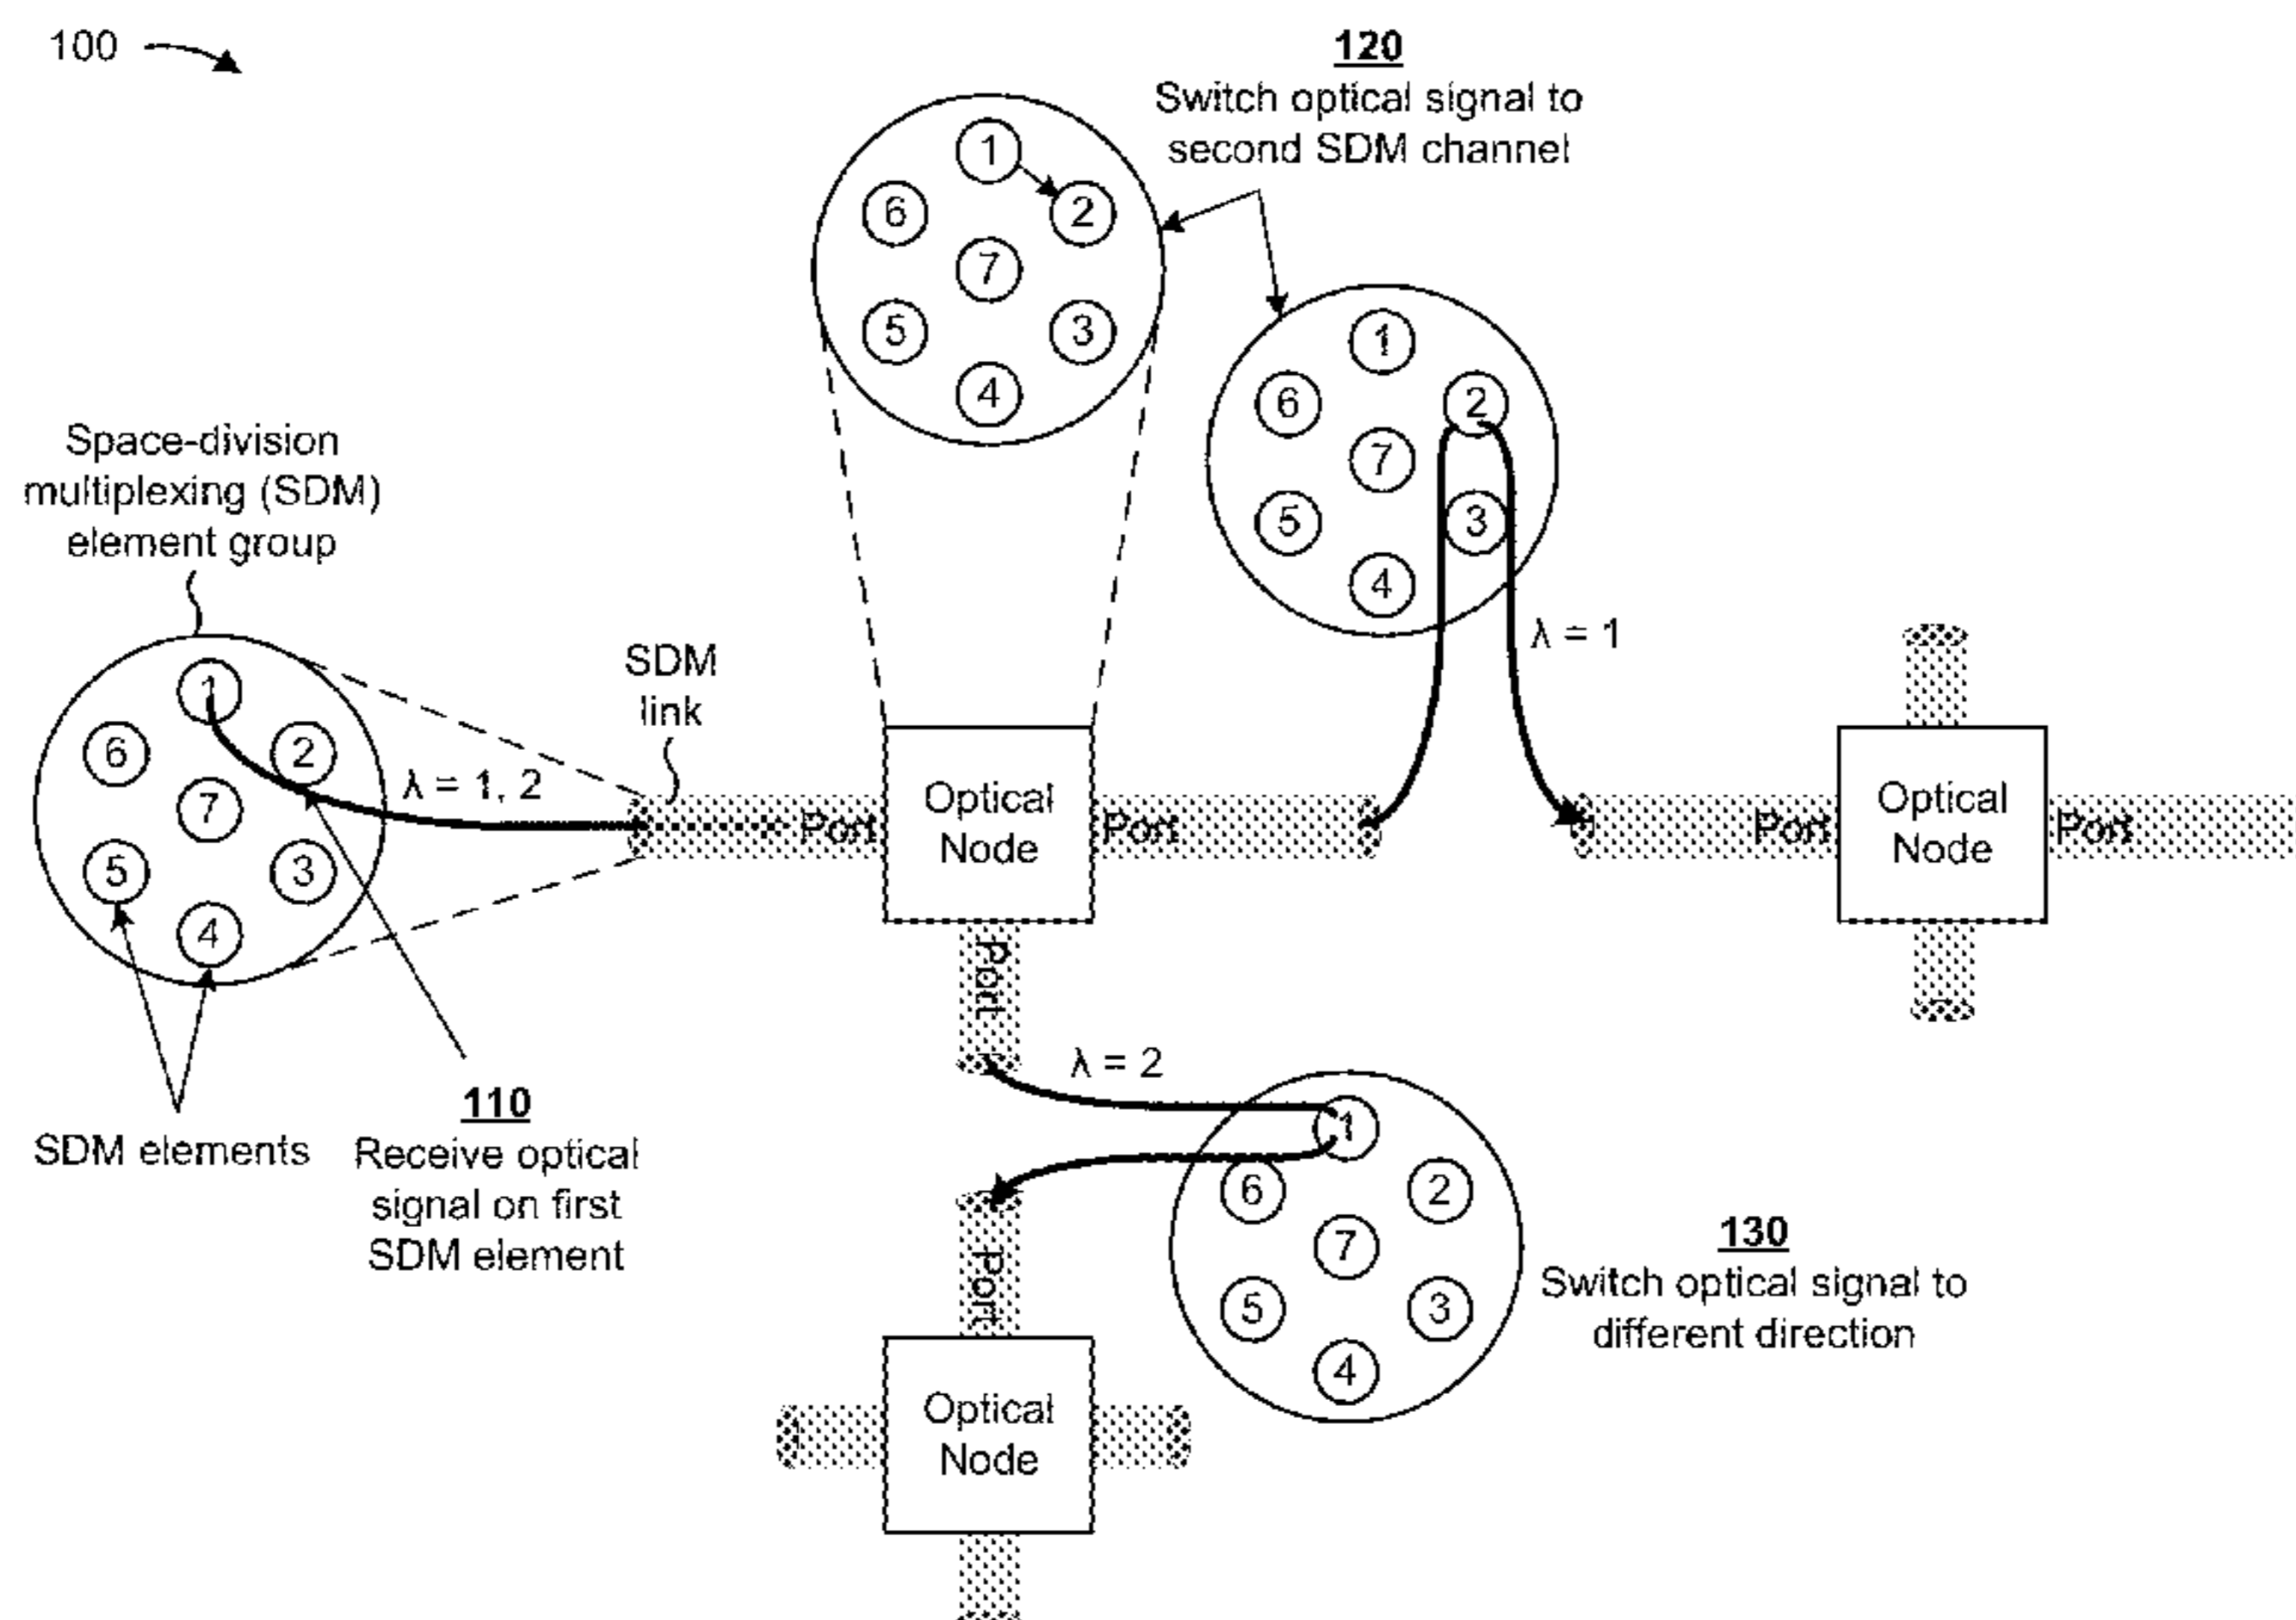 100
120
Switch optical signal to
second SDM channel
1
2
3
4
5
6
7
1
2
3
4
5
6
7
λ = 1
Space-division
multiplexing (SDM)
element group
1
2
3
4
5
6
7
λ = 1, 2
SDM
link
Port
Optical
Node
Port
Port
Optical
Node
Port
Port
SDM elements
110
Receive optical
signal on first
SDM element
λ = 2
1
2
3
4
5
6
7
130
Switch optical signal to
different direction
Port
Optical
Node